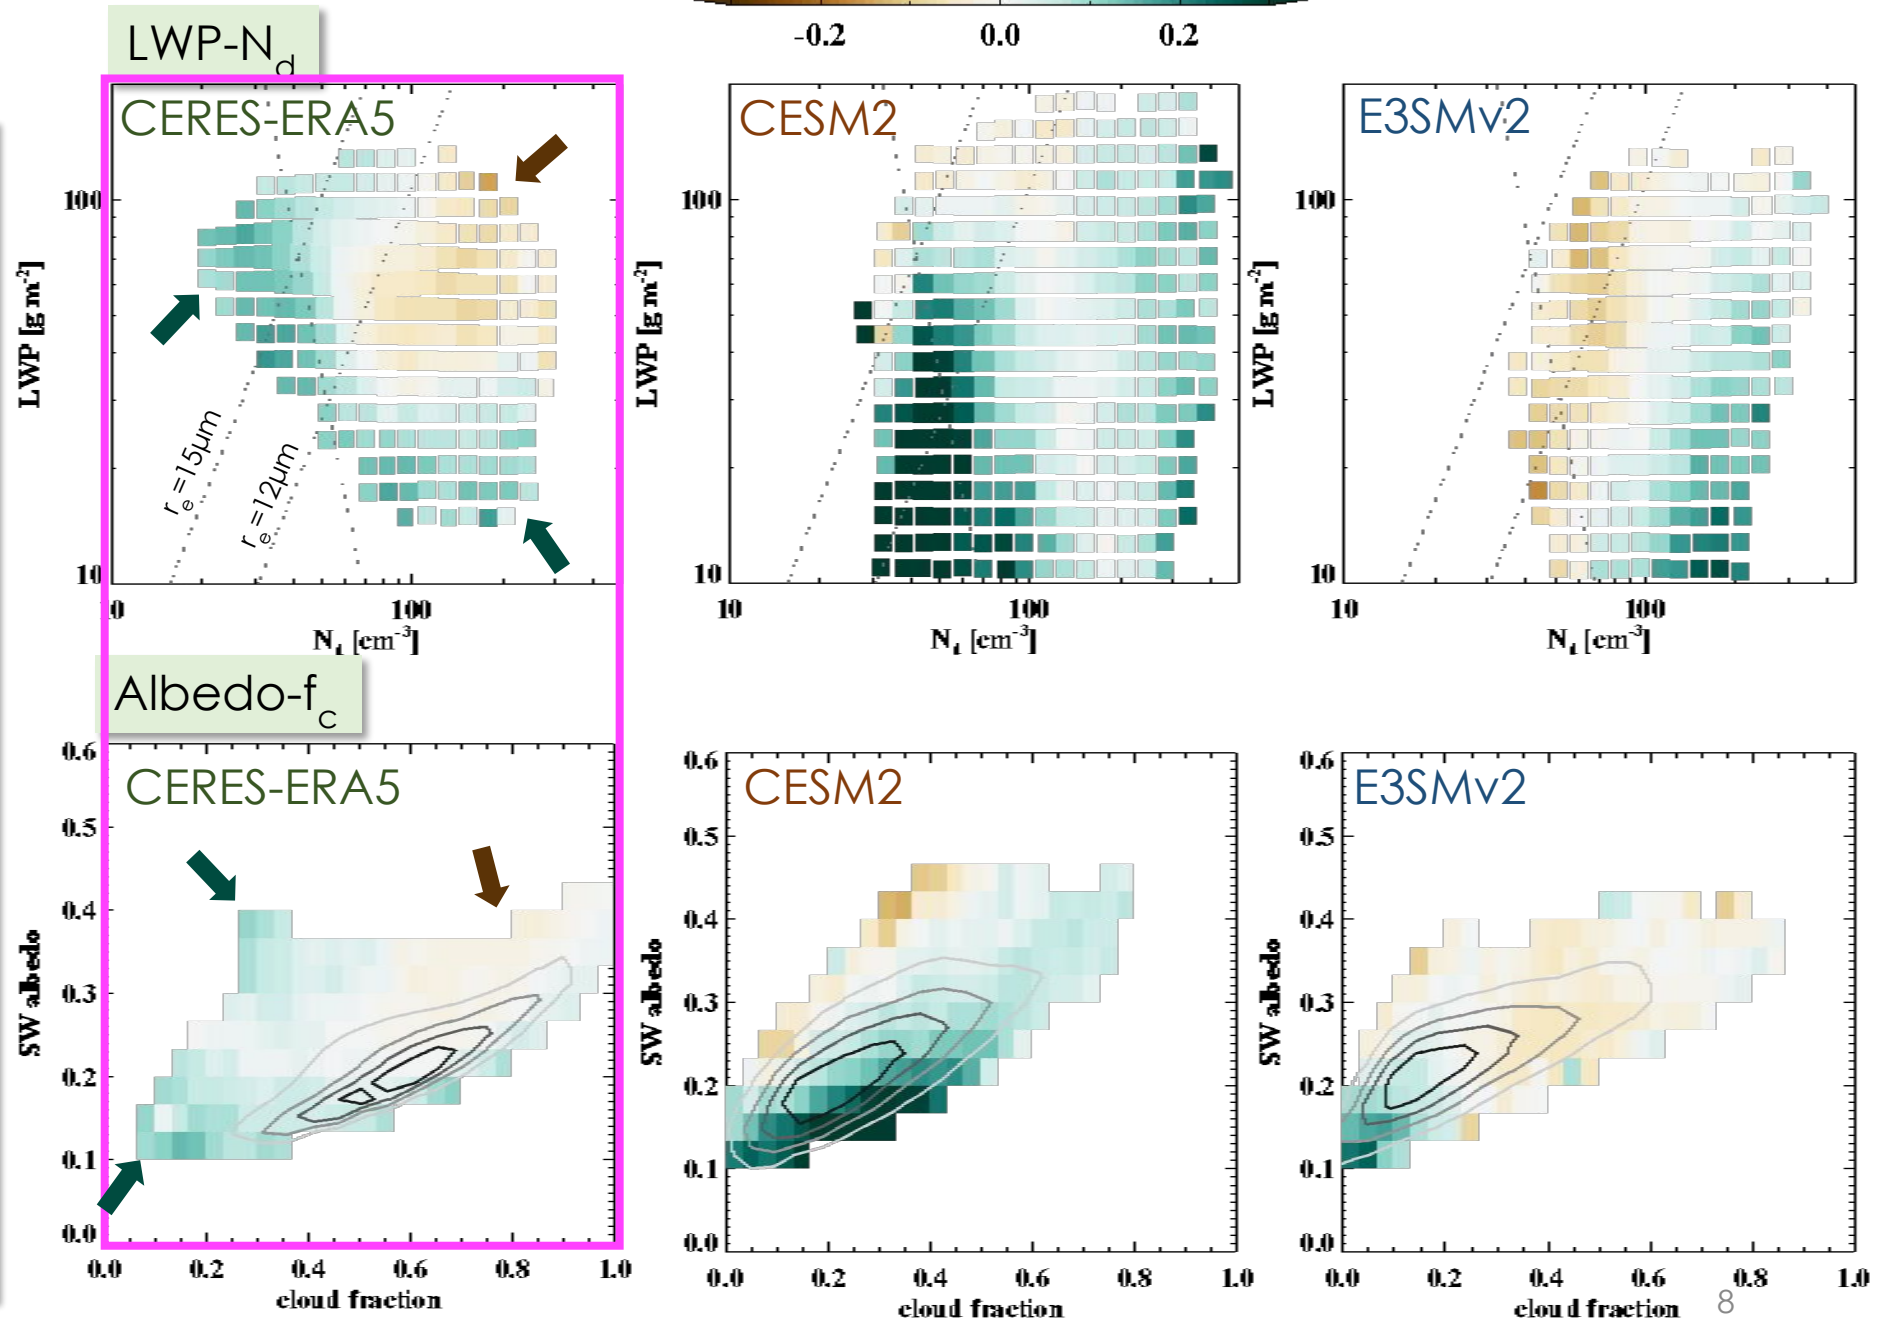 -0.2 0.0 0.2
LWP-Nd
CERES-ERA5
CESM2
E3SMv2
LWP [g m-2]
100
10
re=15μm
re=12μm
10 100
Nd [cm-3]
LWP [g m-2]
100
10
10 100
Nd [cm-3]
LWP [g m-2]
100
10
10 100
Nd [cm-3]
Albedo-fc
CERES-ERA5
CESM2
E3SMv2
SW albedo
0.6
0.5
0.4
0.3
0.2
0.1
0.0
0.0 0.2 0.4 0.6 0.8 1.0
cloud fraction
SW albedo
0.6
0.5
0.4
0.3
0.2
0.1
0.0
0.0 0.2 0.4 0.6 0.8 1.0
cloud fraction
SW albedo
0.6
0.5
0.4
0.3
0.2
0.1
0.0
0.0 0.2 0.4 0.6 0.8 1.0
cloud fraction
8